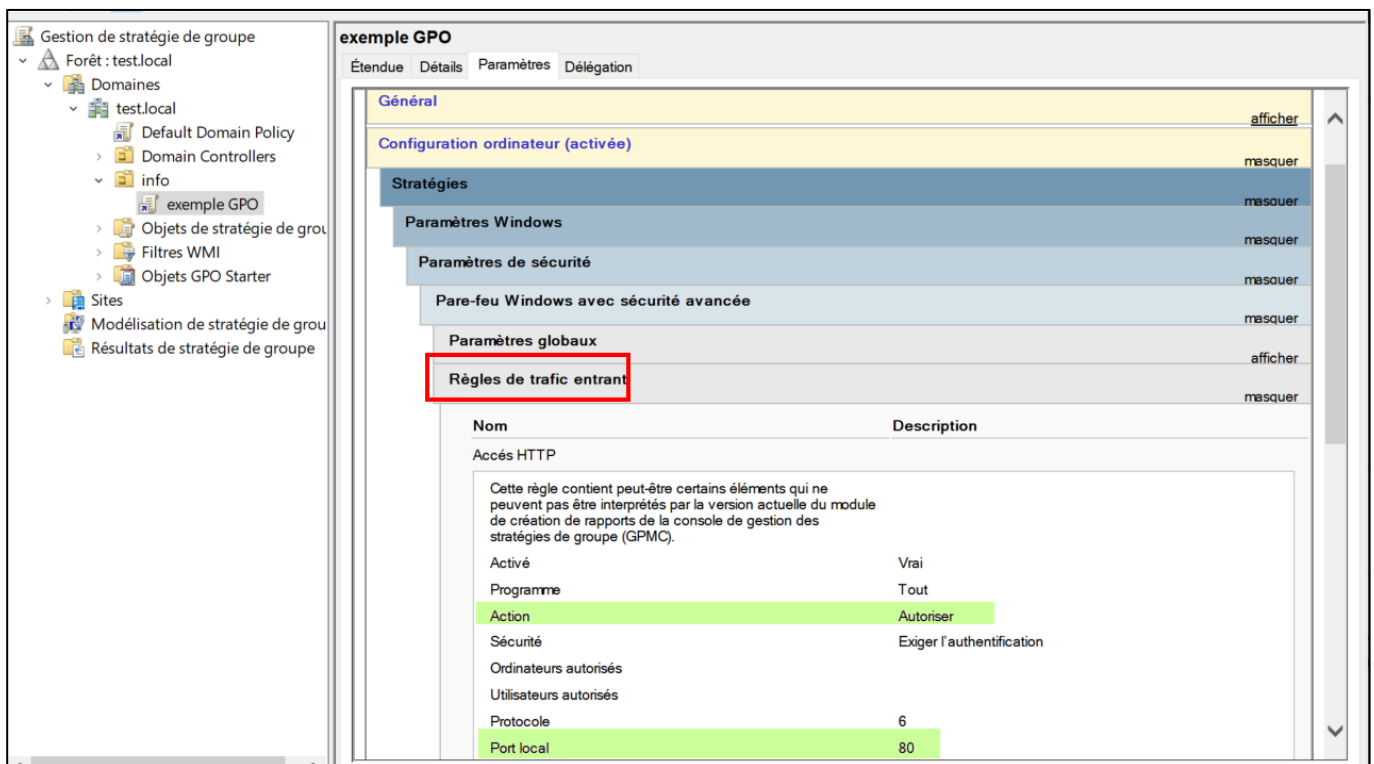 Gestion de stratégie de groupe
Forêt : test.local
Domaines
test.local
Default Domain Policy
Domain Controllers
info
exemple GPO
Objets de stratégie de grou
Filtres WMI
Objets GPO Starter
Sites
Modélisation de stratégie de grou
Résultats de stratégie de groupe
exemple GPO
Étendue Détails Paramètres Délégation
Général
afficher
Configuration ordinateur (activée)
masquer
Stratégies
masquer
Paramètres Windows
masquer
Paramètres de sécurité
masquer
Pare-feu Windows avec sécurité avancée
masquer
Paramètres globaux
afficher
Règles de trafic entrant
masquer
Nom Description
Accés HTTP
Cette règle contient peut-être certains éléments qui ne
peuvent pas être interprétés par la version actuelle du module
de création de rapports de la console de gestion des
stratégies de groupe (GPMC).
Activé Vrai
Programme Tout
Action Autoriser
Sécurité Exiger l'authentification
Ordinateurs autorisés
Utilisateurs autorisés
Protocole 6
Port local 80